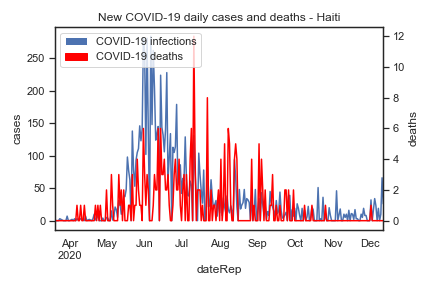 New COVID-19 daily cases and deaths - Haiti
COVID-19 infections
COVID-19 deaths
250
200
150
100
50
0
cases
12
10
8
6
4
2
0
deaths
Apr May Jun Jul Aug Sep Oct Nov Dec
2020
dateRep